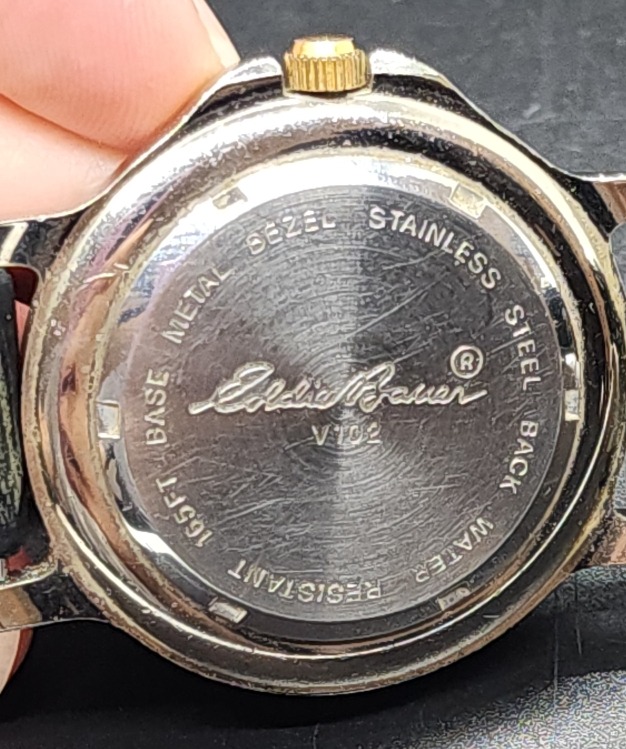 BASE METAL BEZEL STAINLESS STEEL BACK WATER RESISTANT 165FT
Eddie Bauer ®
V102